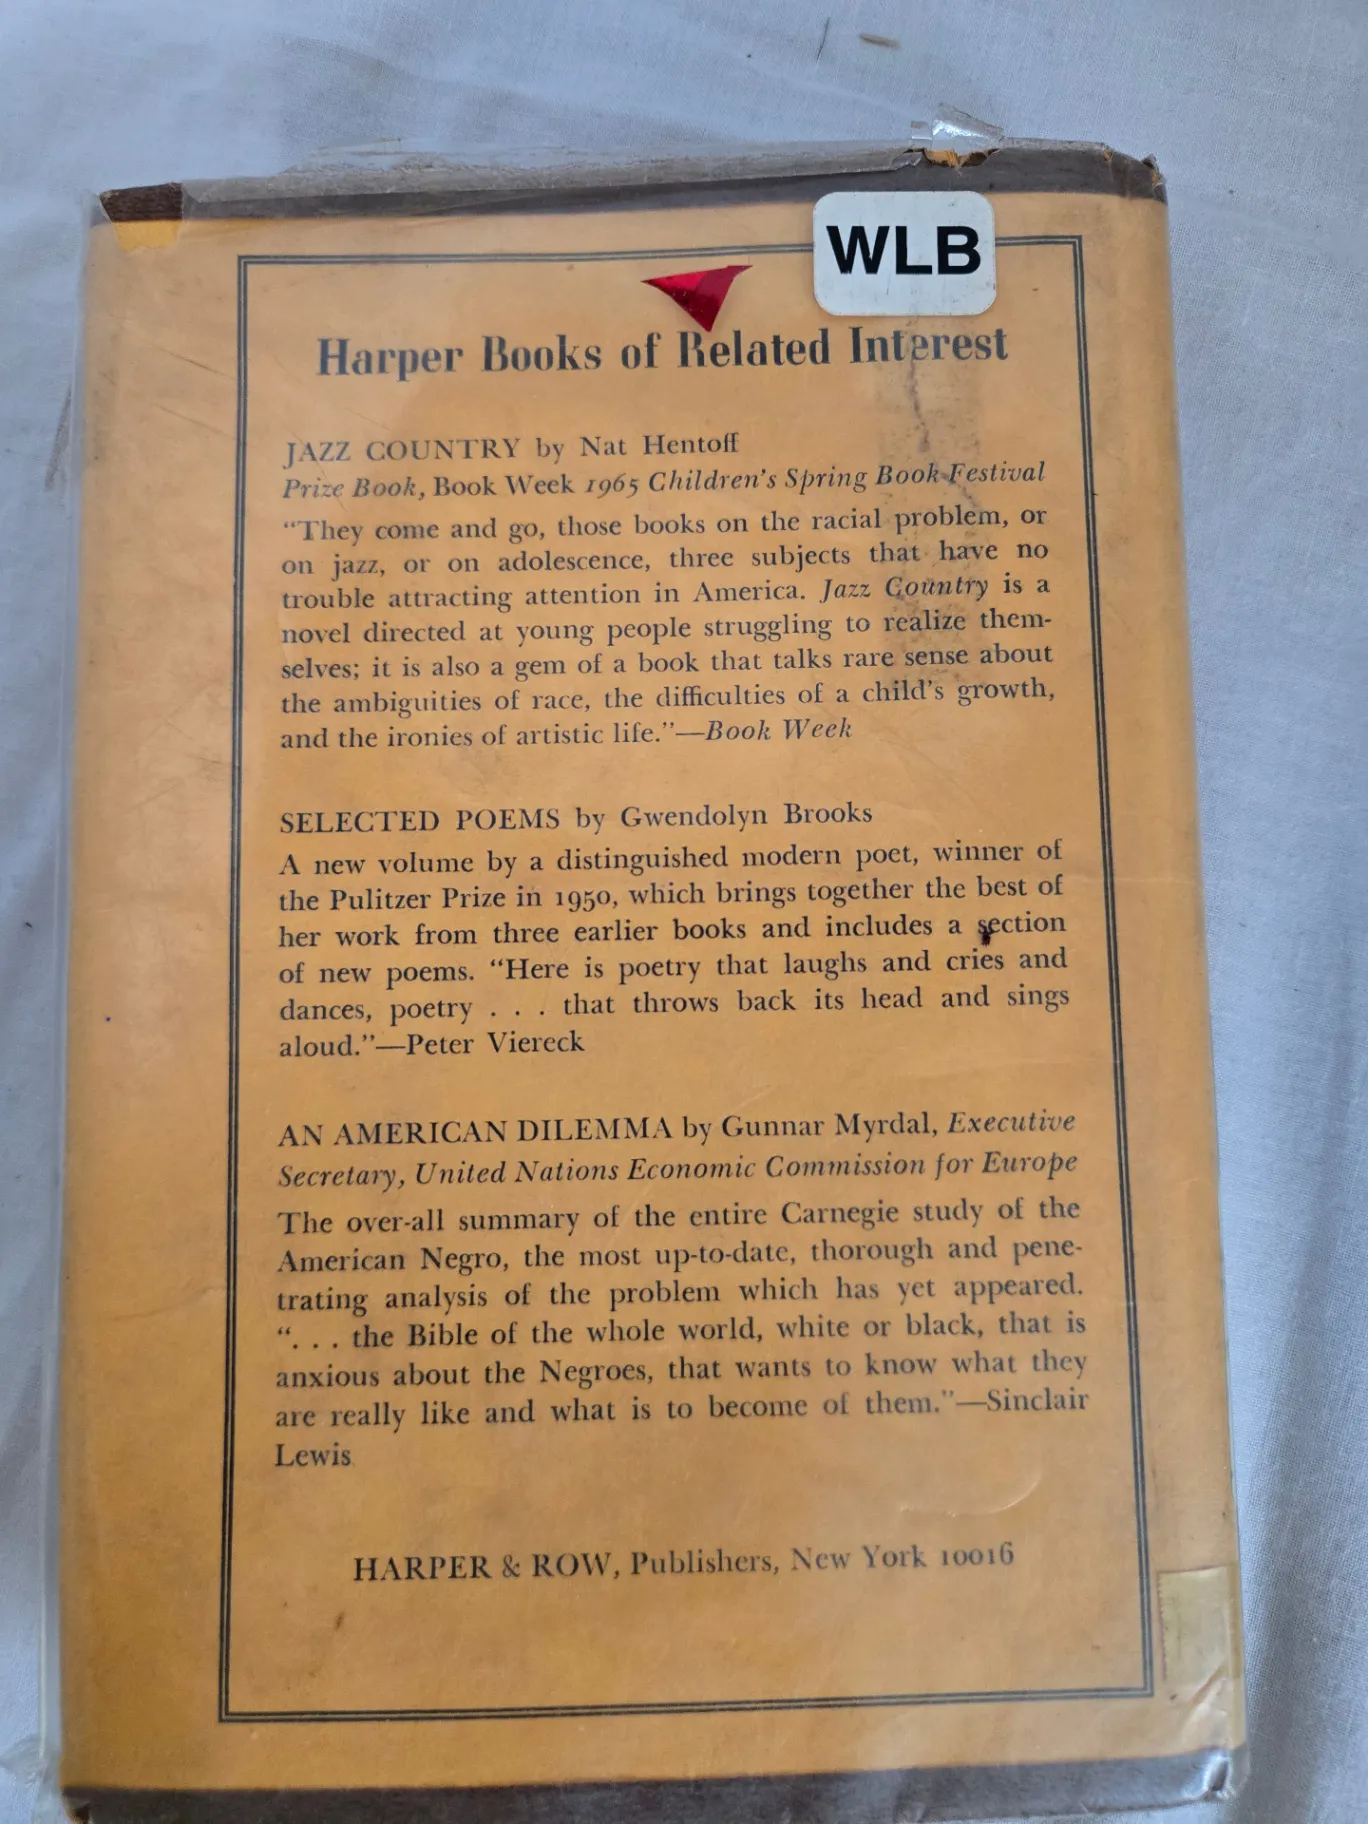 WLB
Harper Books of Related Interest
JAZZ COUNTRY by Nat Hentoff
Prize Book, Book Week 1965 Children's Spring Book Festival
“They come and go, those books on the racial problem, or
on jazz, or on adolescence, three subjects that have no
trouble attracting attention in America. Jazz Country is a
novel directed at young people struggling to realize them-
selves; it is also a gem of a book that talks rare sense about
the ambiguities of race, the difficulties of a child's growth,
and the ironies of artistic life.”—Book Week
SELECTED POEMS by Gwendolyn Brooks
A new volume by a distinguished modern poet, winner of
the Pulitzer Prize in 1950, which brings together the best of
her work from three earlier books and includes a section
of new poems. “Here is poetry that laughs and cries and
dances, poetry . . . that throws back its head and sings
aloud.”—Peter Viereck
AN AMERICAN DILEMMA by Gunnar Myrdal, Executive
Secretary, United Nations Economic Commission for Europe
The over-all summary of the entire Carnegie study of the
American Negro, the most up-to-date, thorough and pene-
trating analysis of the problem which has yet appeared.
“. . . the Bible of the whole world, white or black, that is
anxious about the Negroes, that wants to know what they
are really like and what is to become of them.”—Sinclair
Lewis
HARPER & ROW, Publishers, New York 10016